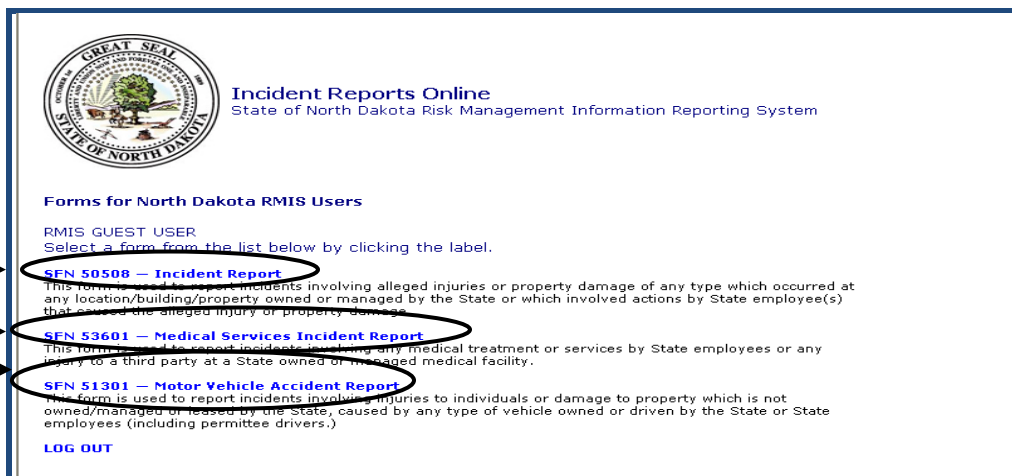 GREAT SEAL
OCTOBER 1st
1889
STATE OF NORTH DAKOTA
Incident Reports Online
State of North Dakota Risk Management Information Reporting System
Forms for North Dakota RMIS Users
RMIS GUEST USER
Select a form from the list below by clicking the label.
SFN 50508 — Incident Report
This form is used to report incidents involving alleged injuries or property damage of any type which occurred at
any location/building/property owned or managed by the State or which involved actions by State employee(s)
that caused the alleged injury or property damage.
SFN 53601 — Medical Services Incident Report
This form is used to report incidents involving any medical treatment or services by State employees or any
injury to a third party at a State owned or managed medical facility.
SFN 51301 — Motor Vehicle Accident Report
This form is used to report incidents involving injuries to individuals or damage to property which is not
owned/managed or leased by the State, caused by any type of vehicle owned or driven by the State or State
employees (including permittee drivers.)
LOG OUT